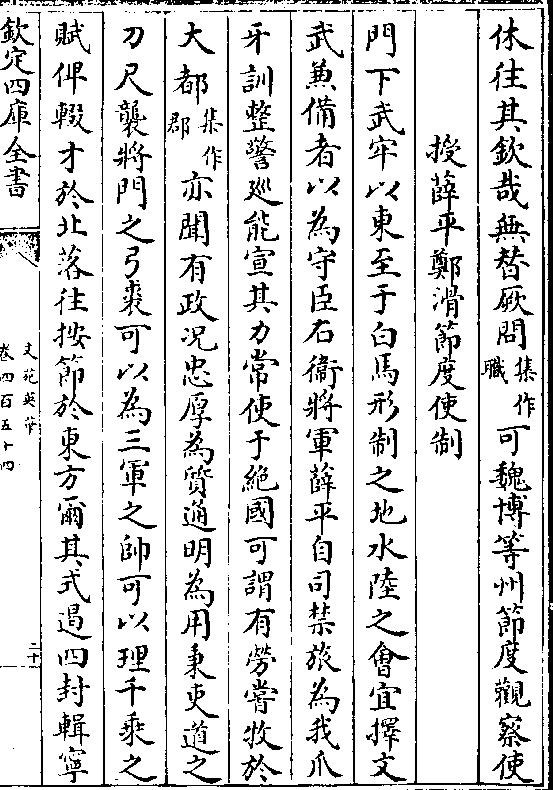 休往其欽哉無替厥問集作職可魏博等州節度觀察使
授薛平鄭滑節度使制
門下武牢以東至于白馬形制之地水陸之會宜擇文
武兼備者以為守臣右衛將軍薛平自司禁旅為我爪
牙訓整警廵能宣其力常使于絶國可謂有勞嘗牧於
大都集作郡亦聞有政况忠厚為質通明為用秉吏道之
刀尺襲將門之弓裘可以為三軍之帥可以理千乘之
賦俾輟才於北落往按節於東方爾其式遏四封輯寧
欽定四庫全書
文苑英華
卷四百五十四
二十